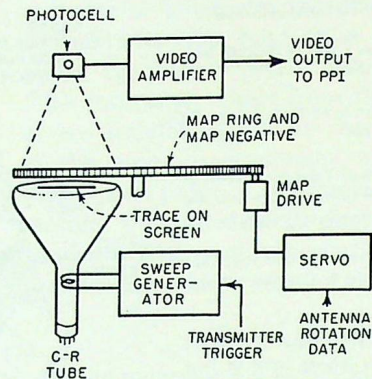 PHOTOCELL
VIDEO
AMPLIFIER
VIDEO
OUTPUT
TO PPI
MAP RING AND
MAP NEGATIVE
MAP
DRIVE
TRACE ON
SCREEN
SWEEP
GENER-
ATOR
SERVO
TRANSMITTER
TRIGGER
ANTENNA
ROTATION
DATA
C-R
TUBE